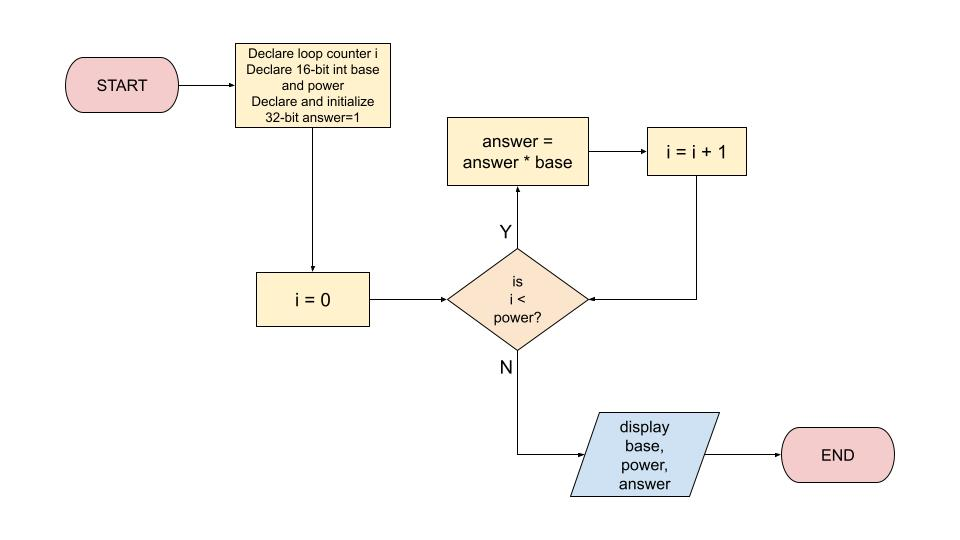 START
Declare loop counter i
Declare 16-bit int base
and power
Declare and initialize
32-bit answer=1
answer =
answer * base
i = i + 1
Y
i = 0
is
i <
power?
N
display
base,
power,
answer
END